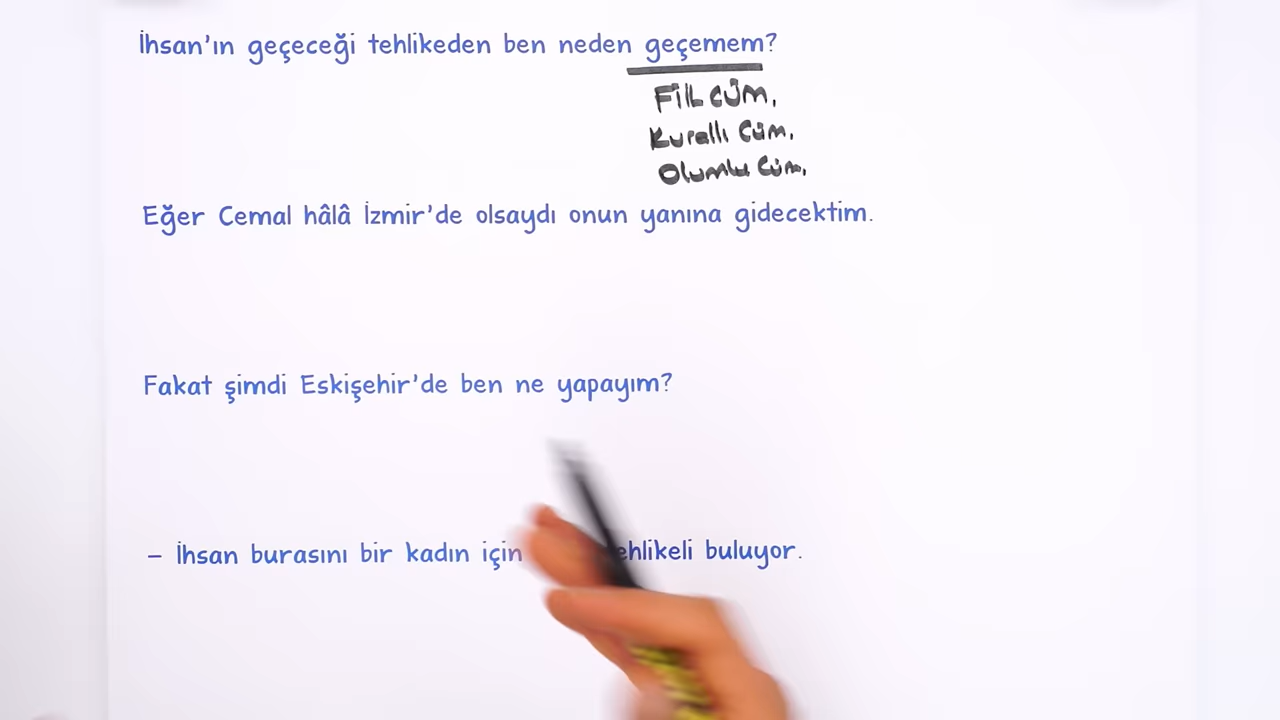 İhsan'ın geçeceği tehlikeden ben neden geçemem?
Fiil cüm.
Kurallı Cüm.
Olumlu Cüm.
Eğer Cemal hâlâ İzmir'de olsaydı onun yanına gidecektim.
Fakat şimdi Eskişehir'de ben ne yapayım?
– İhsan burasını bir kadın için buluyor.